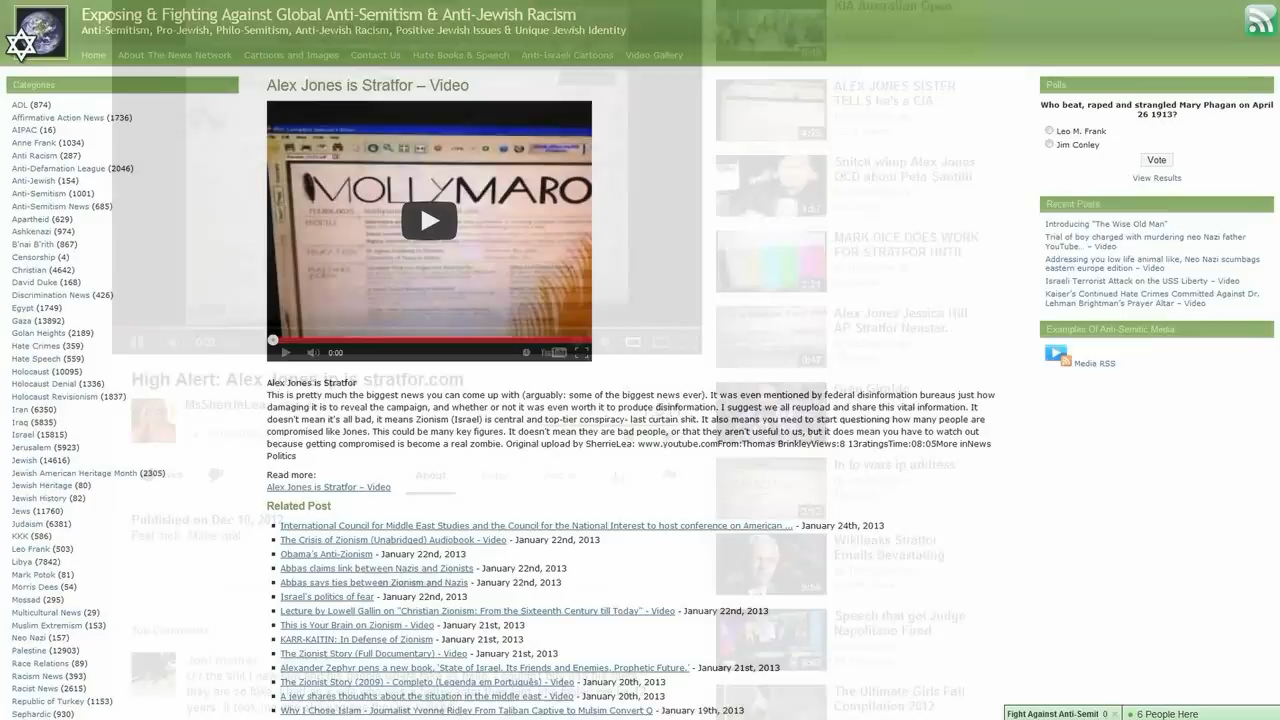 Exposing & Fighting Against Global Anti-Semitism & Anti-Jewish Racism
Anti-Semitism, Pro-Jewish, Philo-Semitism, Anti-Jewish Racism, Positive Jewish Issues & Unique Jewish Identity
Home About The News Network Cartoons and Images Contact Us Hate Books & Speech Anti-Israel Cartoons Video Gallery
Categories
ADL (874)
Affirmative Action News (1736)
AIPAC (16)
Anne Frank (1034)
Anti Racism (287)
Anti-Defamation League (2046)
Anti-Jewish (154)
Anti-Semitism (1001)
Anti-Semitism News (685)
Apartheid (629)
Ashkenazi (974)
B'nai B'rith (867)
Censorship (4)
Christian (4642)
David Duke (168)
Discrimination News (426)
Egypt (1749)
Gaza (13892)
Golan Heights (2189)
Hate Crimes (359)
Hate Speech (559)
Holocaust (10095)
Holocaust Denial (1336)
Holocaust Revisionism (1837)
Iran (6350)
Iraq (5835)
Israel (15815)
Jerusalem (5923)
Jewish (14616)
Jewish American Heritage Month (2305)
Jewish Heritage (80)
Jewish History (82)
Jews (11760)
Judaism (6381)
KKK (586)
Leo Frank (503)
Libya (7842)
Mark Potok (81)
Morris Dees (54)
Mossad (295)
Multicultural News (29)
Muslim Extremism (153)
Neo Nazi (157)
Palestine (12903)
Race Relations (89)
Racism News (393)
Racist News (2615)
Republic of Turkey (1153)
Sephardic (930)
Alex Jones is Stratfor – Video
MOLLYMARO
0:00
Alex Jones is Stratfor
This is pretty much the biggest news you can come up with (arguably: some of the biggest news ever). It was even mentioned by federal disinformation bureaus just how
damaging it is to reveal the campaign, and whether or not it was even worth it to produce disinformation. I suggest we all reupload and share this vital information. It
doesn't mean it's all bad, it means Zionism (Israel) is central and top-tier conspiracy- last curtain shit. It also means you need to start questioning how many people are
compromised like Jones. This could be many key figures. It doesn't mean they are bad people, or that they aren't useful to us, but it does mean you have to watch out
because getting compromised is become a real zombie. Original upload by SherrieLea: www.youtube.comFrom:Thomas BrinkleyViews:8 13ratingsTime:08:05More inNews
Politics
Read more:
Alex Jones is Stratfor – Video
Related Post
International Council for Middle East Studies and the Council for the National Interest to host conference on American ... - January 24th, 2013
The Crisis of Zionism (Unabridged) Audiobook - Video - January 22nd, 2013
Obama's Anti-Zionism - January 22nd, 2013
Abbas claims link between Nazis and Zionists - January 22nd, 2013
Abbas says ties between Zionism and Nazis - January 22nd, 2013
Israel's politics of fear - January 22nd, 2013
Lecture by Lowell Gallin on "Christian Zionism: From the Sixteenth Century till Today" - Video - January 22nd, 2013
This is Your Brain on Zionism - Video - January 21st, 2013
KARR-KAITIN: In Defense of Zionism - January 21st, 2013
The Zionist Story (Full Documentary) - Video - January 21st, 2013
Alexander Zephyr pens a new book, 'State of Israel. Its Friends and Enemies. Prophetic Future.' - January 21st, 2013
The Zionist Story (2009) - Completo (Legenda em Português) - Video - January 20th, 2013
A jew shares thoughts about the situation in the middle east - Video - January 20th, 2013
Why I Chose Islam - Journalist Yvonne Ridley From Taliban Captive to Mulsim Convert Q - January 19th, 2013
High Alert: Alex Jones is stratfor.com
About
Published on Dec 10, 2012
Top Comments
KIA Australian Open
ALEX JONES SISTER
TELLS he's a CIA
Snitch wimp Alex Jones
OCD about Pete Santilli
MARK DICE DOES WORK
FOR STRATFOR UNTIL
Alex Jones Jessica Hill
AP Stratfor Neustar.
In fo wars ip address
Wikileaks Stratfor
Emails Devastating
Speech that got Judge
Napolitano Fired
The Ultimate Girls Fail
Compilation 2012
Polls
Who beat, raped and strangled Mary Phagan on April
26 1913?
Leo M. Frank
Jim Conley
Vote
View Results
Recent Posts
Introducing "The Wise Old Man"
Trial of boy charged with murdering neo Nazi father
YouTube.. – Video
Addressing you low life animal like, Neo Nazi scumbags
eastern europe edition – Video
Israeli Terrorist Attack on the USS Liberty – Video
Kaiser's Continued Hate Crimes Committed Against Dr.
Lehman Brightman's Prayer Altar – Video
Examples Of Anti-Semitic Media
Media RSS
Fight Against Anti-Semit 0
6 People Here